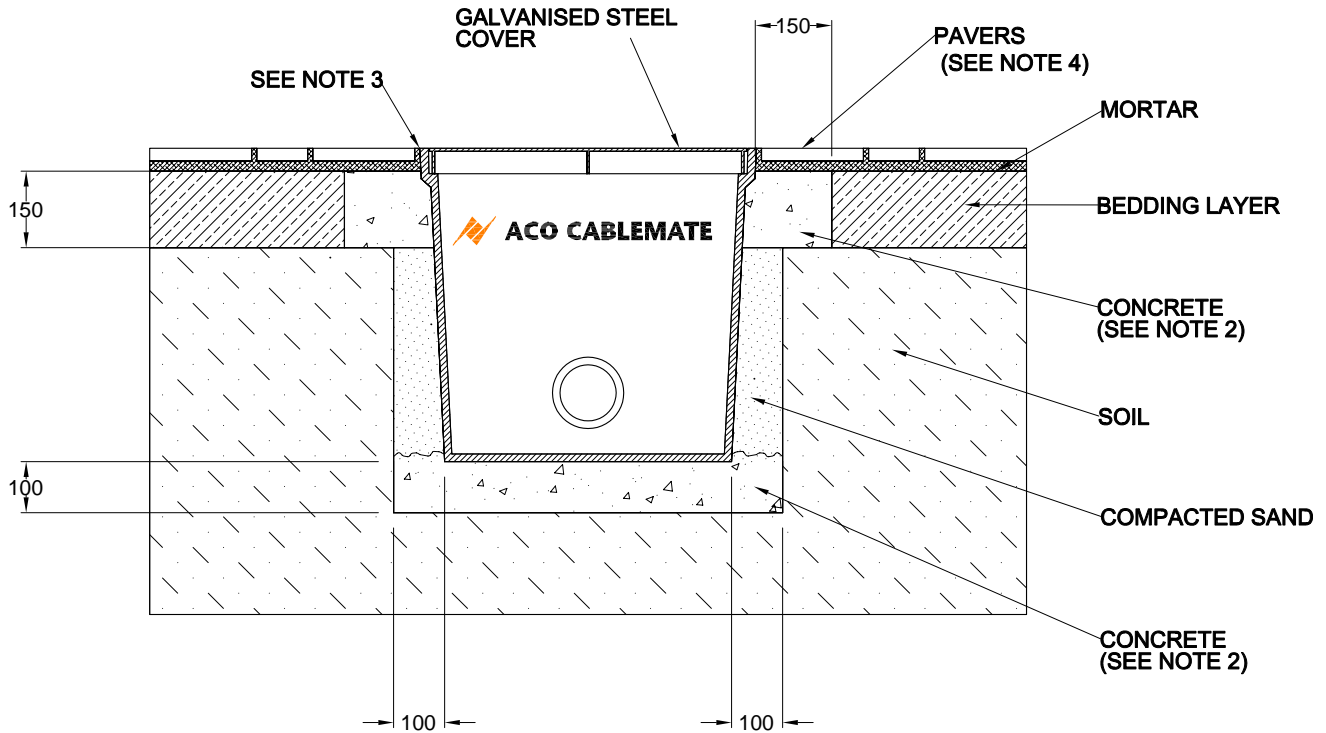 GALVANISED STEEL
COVER
150
PAVERS
(SEE NOTE 4)
SEE NOTE 3
MORTAR
150
ACO CABLEMATE
BEDDING LAYER
CONCRETE
(SEE NOTE 2)
SOIL
100
COMPACTED SAND
CONCRETE
(SEE NOTE 2)
100
100